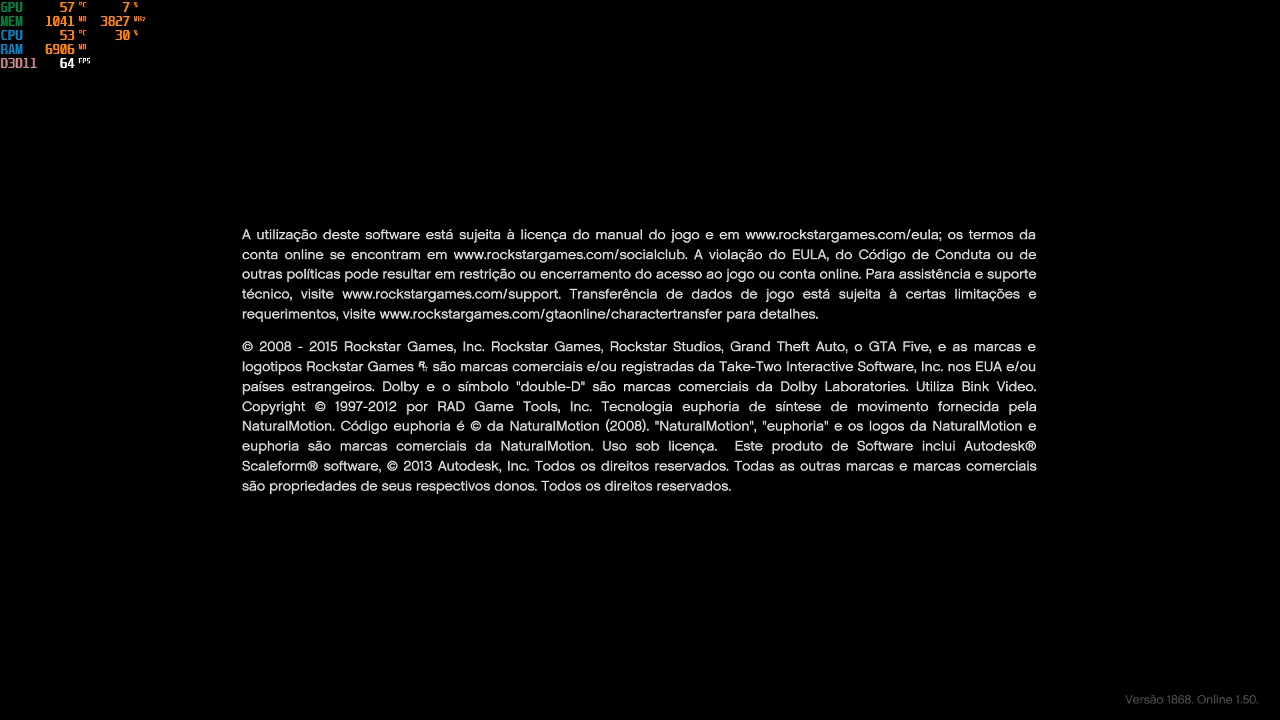 GPU 57 °C 7 %
MEM 1041 MB 3827 MHz
CPU 53 °C 30 %
RAM 6906 MB
D3D11 64 FPS
A utilização deste software está sujeita à licença do manual do jogo e em www.rockstargames.com/eula; os termos da
conta online se encontram em www.rockstargames.com/socialclub. A violação do EULA, do Código de Conduta ou de
outras políticas pode resultar em restrição ou encerramento do acesso ao jogo ou conta online. Para assistência e suporte
técnico, visite www.rockstargames.com/support. Transferência de dados de jogo está sujeita à certas limitações e
requerimentos, visite www.rockstargames.com/gtaonline/charactertransfer para detalhes.
© 2008 - 2015 Rockstar Games, Inc. Rockstar Games, Rockstar Studios, Grand Theft Auto, o GTA Five, e as marcas e
logotipos Rockstar Games R* são marcas comerciais e/ou registradas da Take-Two Interactive Software, Inc. nos EUA e/ou
países estrangeiros. Dolby e o símbolo "double-D" são marcas comerciais da Dolby Laboratories. Utiliza Bink Video.
Copyright © 1997-2012 por RAD Game Tools, Inc. Tecnologia euphoria de síntese de movimento fornecida pela
NaturalMotion. Código euphoria é © da NaturalMotion (2008). "NaturalMotion", "euphoria" e os logos da NaturalMotion e
euphoria são marcas comerciais da NaturalMotion. Uso sob licença. Este produto de Software inclui Autodesk®
Scaleform® software, © 2013 Autodesk, Inc. Todos os direitos reservados. Todas as outras marcas e marcas comerciais
são propriedades de seus respectivos donos. Todos os direitos reservados.
Versão 1868. Online 1.50.